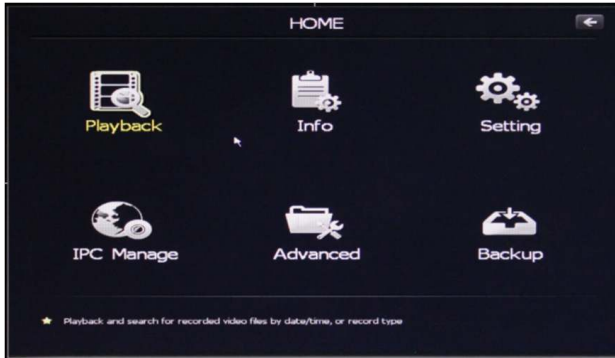 HOME
Playback Info Setting
IPC Manage Advanced Backup
Playback and search for recorded video files by date/time, or record type